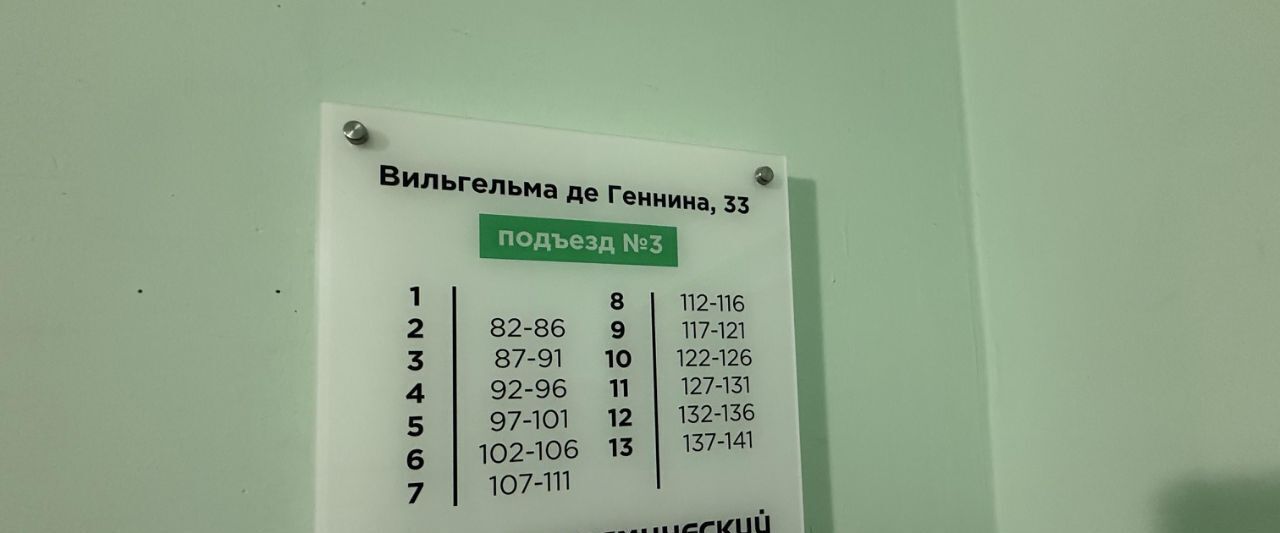 Вильгельма де Геннина, 33
подъезд №3
1 8 112-116
2 82-86 9 117-121
3 87-91 10 122-126
4 92-96 11 127-131
5 97-101 12 132-136
6 102-106 13 137-141
7 107-111